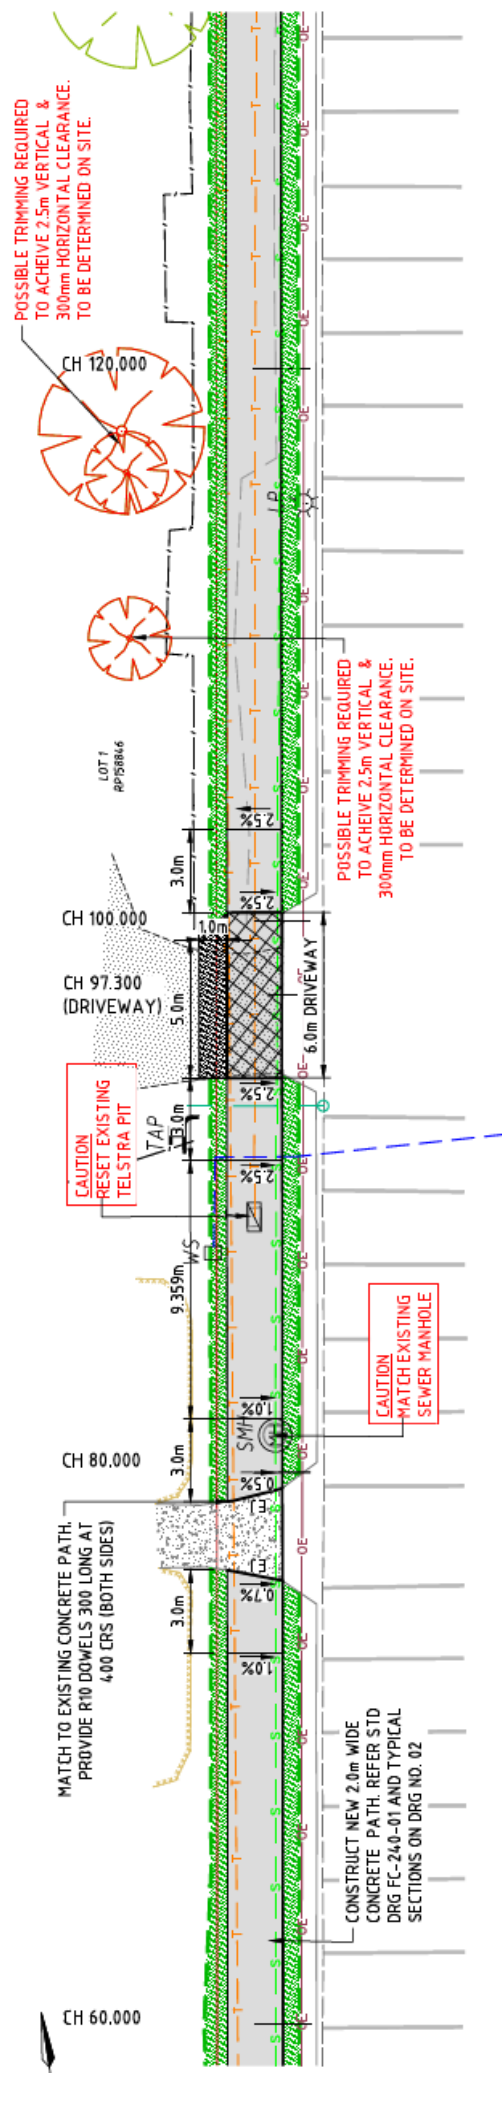 POSSIBLE TRIMMING REQUIRED
TO ACHEIVE 2.5m VERTICAL &
300mm HORIZONTAL CLEARANCE.
TO BE DETERMINED ON SITE.
CH 120.000
LP
POSSIBLE TRIMMING REQUIRED
TO ACHEIVE 2.5m VERTICAL &
300mm HORIZONTAL CLEARANCE.
TO BE DETERMINED ON SITE.
LOT 1
RP158846
2.5%
3.0m
2.5%
CH 100.000
1.0m
CH 97.300
(DRIVEWAY)
5.0m
6.0m DRIVEWAY
2.5%
3.0m
TAP
CAUTION
RESET EXISTING
TELSTRA PIT
2.5%
WS
9.359m
CAUTION
MATCH EXISTING
SEWER MANHOLE
1.0%
SMH
3.0m
CH 80.000
0.5%
EJ
MATCH TO EXISTING CONCRETE PATH.
PROVIDE R10 DOWELS 300 LONG AT
400 CRS (BOTH SIDES)
EJ
0.7%
3.0m
1.0%
CONSTRUCT NEW 2.0m WIDE
CONCRETE PATH. REFER STD
DRG FC-240-01 AND TYPICAL
SECTIONS ON DRG NO. 02
CH 60.000
T
S
OE